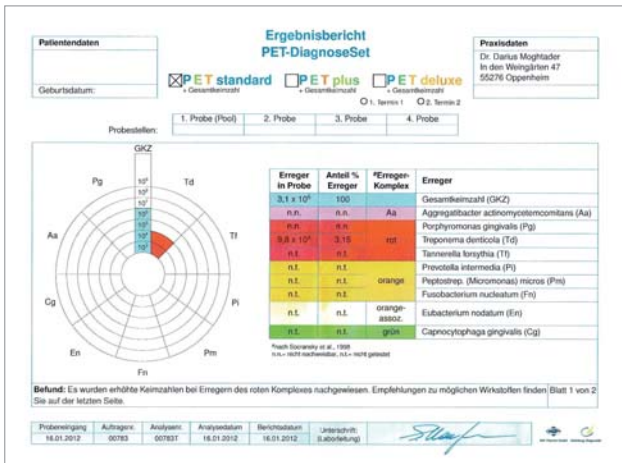 Ergebnisbericht
PET-DiagnoseSet
Patientendaten
Geburtsdatum:
Praxisdaten
Dr. Darius Moghtader
In den Weingärten 47
55276 Oppenheim
PET standard
+ Gesamtkeimzahl
PET plus
+ Gesamtkeimzahl
PET deluxe
+ Gesamtkeimzahl
1. Termin 1 2. Termin 2
Probestellen: 1. Probe (Pool) 2. Probe 3. Probe 4. Probe
GKZ
Pg Td
Aa Tf
Cg Pi
En Pm
Fn
Erreger in Probe Anteil % Erreger #Erreger-Komplex Erreger
3,1 x 10⁶ 100 Gesamtkeimzahl (GKZ)
n.n. n.n. Aa Aggregatibacter actinomycetemcomitans (Aa)
n.n. n.n. Porphyromonas gingivalis (Pg)
9,8 x 10⁴ 3,15 rot Treponema denticola (Td)
n.t. n.t. Tannerella forsythia (Tf)
n.t. n.t. Prevotella intermedia (Pi)
n.t. n.t. orange Peptostrep. (Micromonas) micros (Pm)
n.t. n.t. Fusobacterium nucleatum (Fn)
n.t. n.t. orange-assoz. Eubacterium nodatum (En)
n.t. n.t. grün Capnocytophaga gingivalis (Cg)
#nach Socransky et al., 1998
n.n.= nicht nachweisbar, n.t.= nicht getestet
Befund: Es wurden erhöhte Keimzahlen bei Erregern des roten Komplexes nachgewiesen. Empfehlungen zu möglichen Wirkstoffen finden Sie auf der letzten Seite.
Blatt 1 von 2
Probeneingang Auftragsnr. Analysenr. Analysedatum Berichtsdatum Unterschrift:
16.01.2012 00783 00783T 16.01.2012 16.01.2012 (Laborleitung)